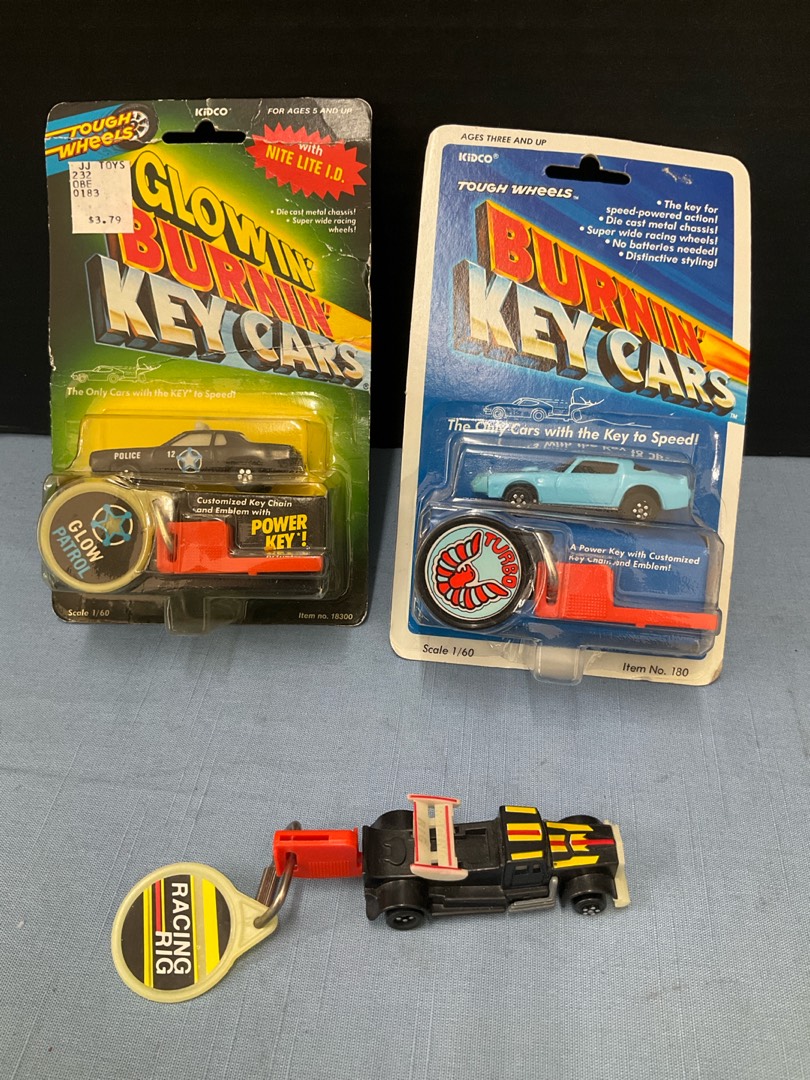 TOUGH
WHEELS
KiDCO
FOR AGES 5 AND UP
JJ TOYS
232
OBE
0183
$3.79
with
NITE LITE I.D.
GLOWIN'
BURNIN'
KEY CARS®
• Die cast metal chassis!
• Super wide racing
wheels!
The Only Cars with the KEY® to Speed!
POLICE 12
GLOW
PATROL
Customized Key Chain
and Emblem with
POWER
KEY®!
Scale 1/60
Item no. 18300
AGES THREE AND UP
KiDCO®
TOUGH WHEELS™
• The key for
speed-powered action!
• Die cast metal chassis!
• Super wide racing wheels!
• No batteries needed!
• Distinctive styling!
BURNIN'
KEY CARS™
The Only Cars with the Key to Speed!
TURBO
A Power Key with Customized
Key Chain and Emblem!
Scale 1/60
Item No. 180
RACING
RIG